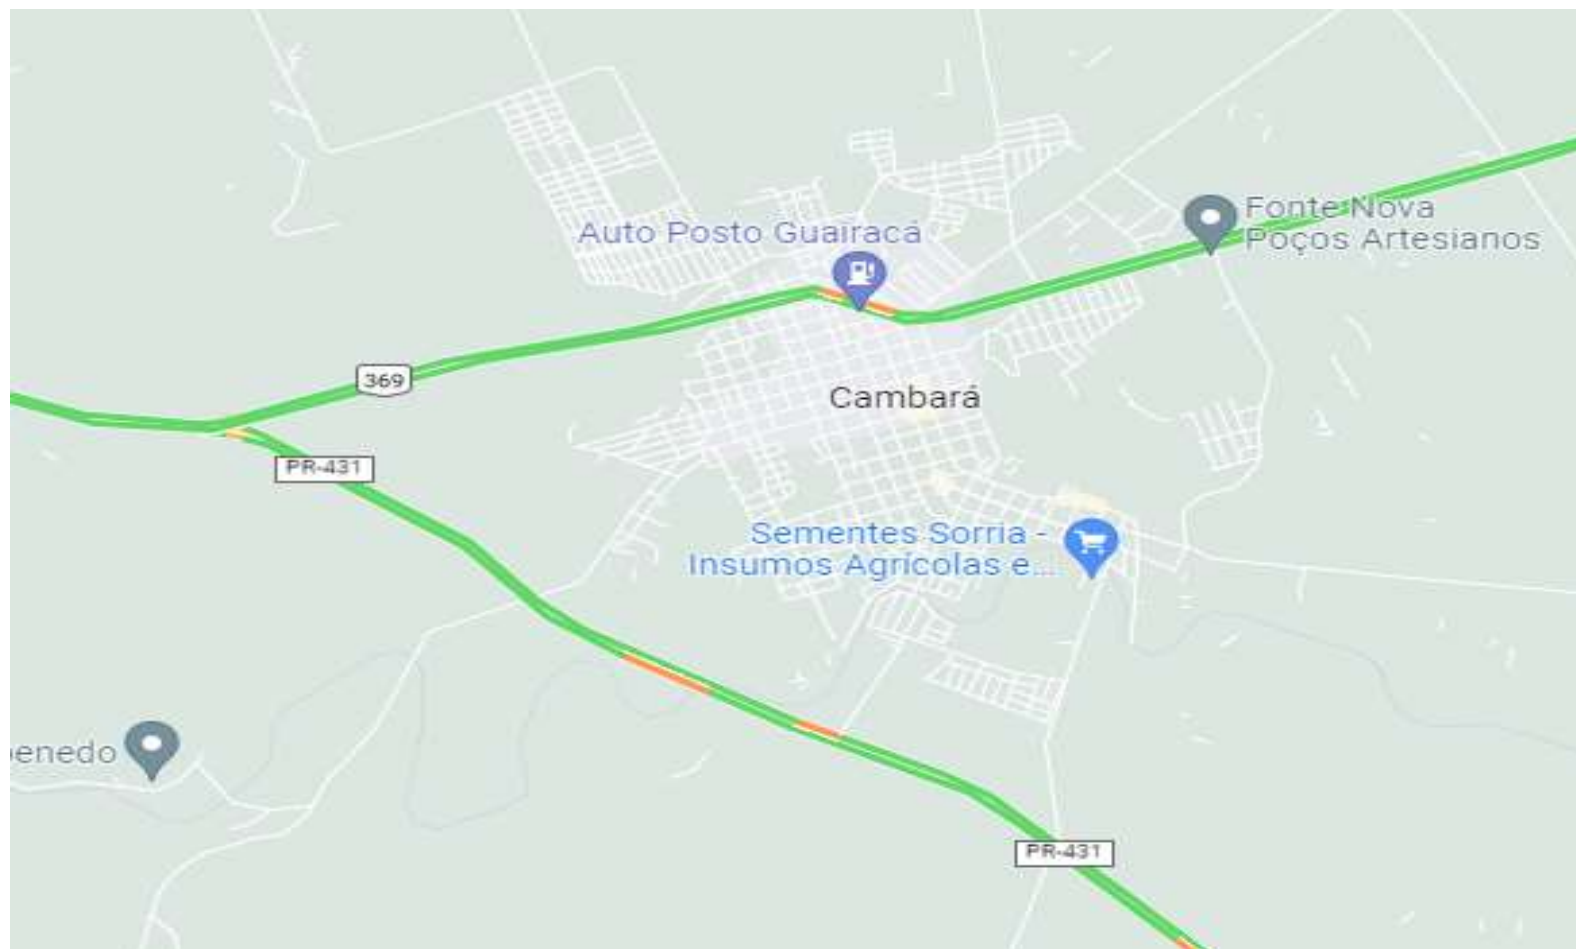 Fonte Nova
Poços Artesianos
Auto Posto Guairacá
369
Cambará
PR-431
Sementes Sorria -
Insumos Agrícolas e...
enedo
PR-431